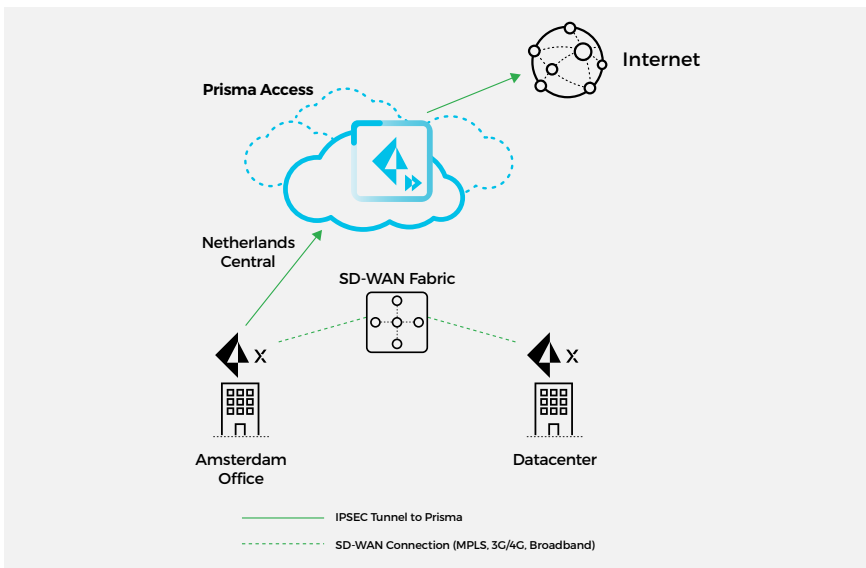 Internet
Prisma Access
Netherlands
Central
SD-WAN Fabric
X
X
Amsterdam
Office
Datacenter
IPSEC Tunnel to Prisma
SD-WAN Connection (MPLS, 3G/4G, Broadband)